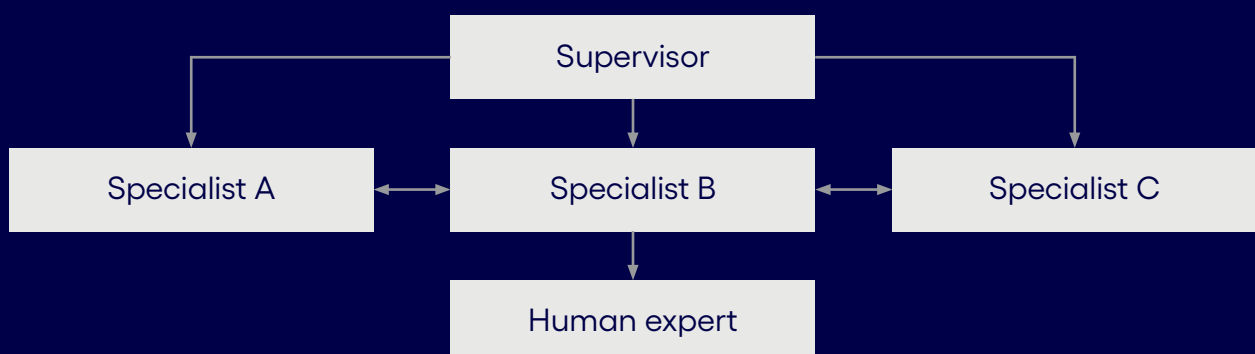 Supervisor
Specialist A
Specialist B
Specialist C
Human expert